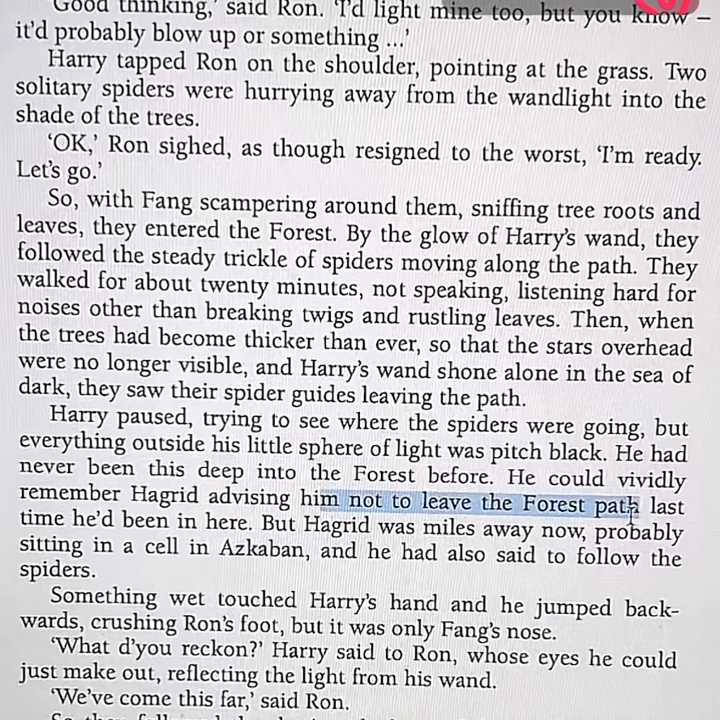 Good thinking,' said Ron. 'I'd light mine too, but you know –
it'd probably blow up or something ...'
Harry tapped Ron on the shoulder, pointing at the grass. Two
solitary spiders were hurrying away from the wandlight into the
shade of the trees.
'OK,' Ron sighed, as though resigned to the worst, 'I'm ready.
Let's go.'
So, with Fang scampering around them, sniffing tree roots and
leaves, they entered the Forest. By the glow of Harry's wand, they
followed the steady trickle of spiders moving along the path. They
walked for about twenty minutes, not speaking, listening hard for
noises other than breaking twigs and rustling leaves. Then, when
the trees had become thicker than ever, so that the stars overhead
were no longer visible, and Harry's wand shone alone in the sea of
dark, they saw their spider guides leaving the path.
Harry paused, trying to see where the spiders were going, but
everything outside his little sphere of light was pitch black. He had
never been this deep into the Forest before. He could vividly
remember Hagrid advising him not to leave the Forest path last
time he'd been in here. But Hagrid was miles away now, probably
sitting in a cell in Azkaban, and he had also said to follow the
spiders.
Something wet touched Harry's hand and he jumped back-
wards, crushing Ron's foot, but it was only Fang's nose.
'What d'you reckon?' Harry said to Ron, whose eyes he could
just make out, reflecting the light from his wand.
'We've come this far,' said Ron.